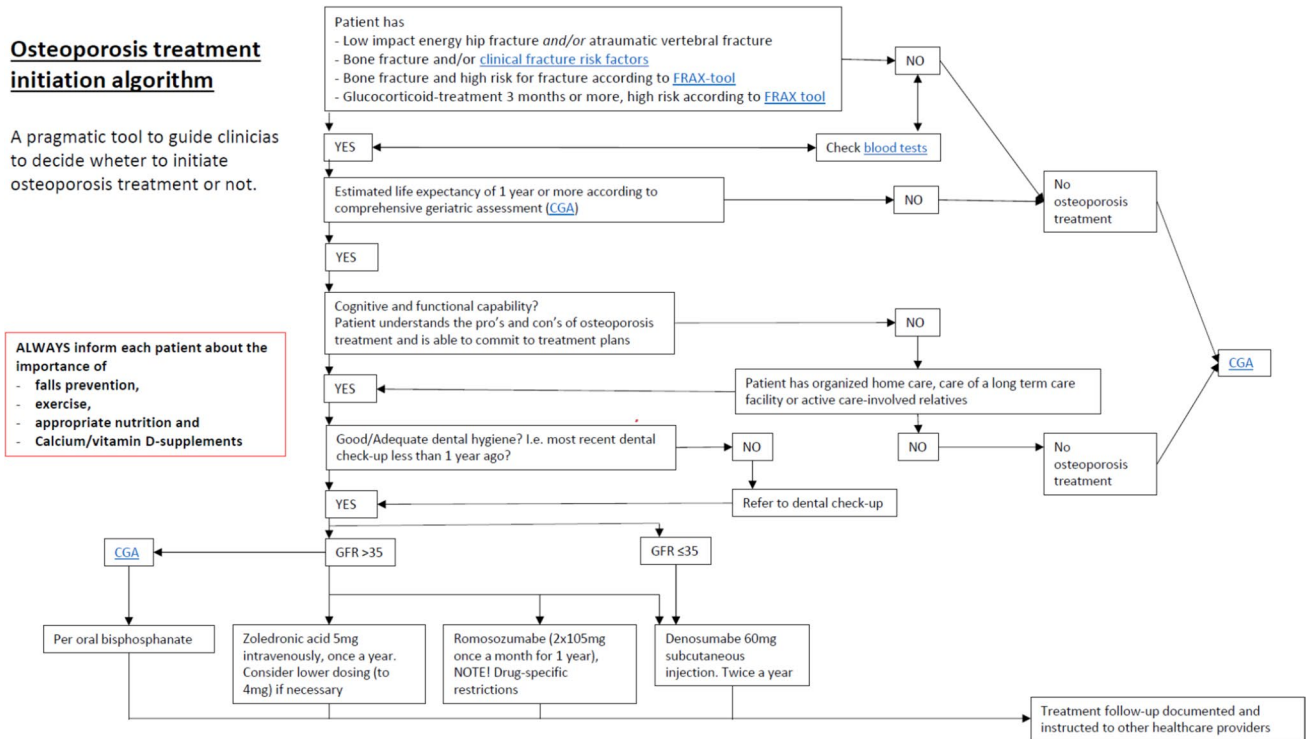 Osteoporosis treatment
initiation algorithm
A pragmatic tool to guide clinicias
to decide wheter to initiate
osteoporosis treatment or not.
Patient has
- Low impact energy hip fracture and/or atraumatic vertebral fracture
- Bone fracture and/or clinical fracture risk factors
- Bone fracture and high risk for fracture according to FRAX-tool
- Glucocorticoid-treatment 3 months or more, high risk according to FRAX tool
NO
YES
Check blood tests
Estimated life expectancy of 1 year or more according to
comprehensive geriatric assessment (CGA)
NO
No
osteoporosis
treatment
YES
Cognitive and functional capability?
Patient understands the pro's and con's of osteoporosis
treatment and is able to commit to treatment plans
NO
ALWAYS inform each patient about the
importance of
- falls prevention,
- exercise,
- appropriate nutrition and
- Calcium/vitamin D-supplements
CGA
YES
Patient has organized home care, care of a long term care
facility or active care-involved relatives
Good/Adequate dental hygiene? I.e. most recent dental
check-up less than 1 year ago?
NO
NO
No
osteoporosis
treatment
YES
Refer to dental check-up
CGA
GFR >35
GFR ≤35
Per oral bisphosphanate
Zoledronic acid 5mg
intravenously, once a year.
Consider lower dosing (to
4mg) if necessary
Romosozumabe (2x105mg
once a month for 1 year),
NOTE! Drug-specific
restrictions
Denosumabe 60mg
subcutaneous
injection. Twice a year
Treatment follow-up documented and
instructed to other healthcare providers